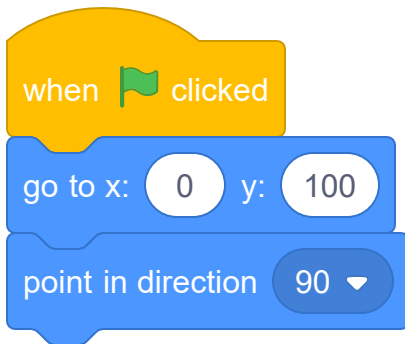 when clicked
go to x: 0 y: 100
point in direction 90